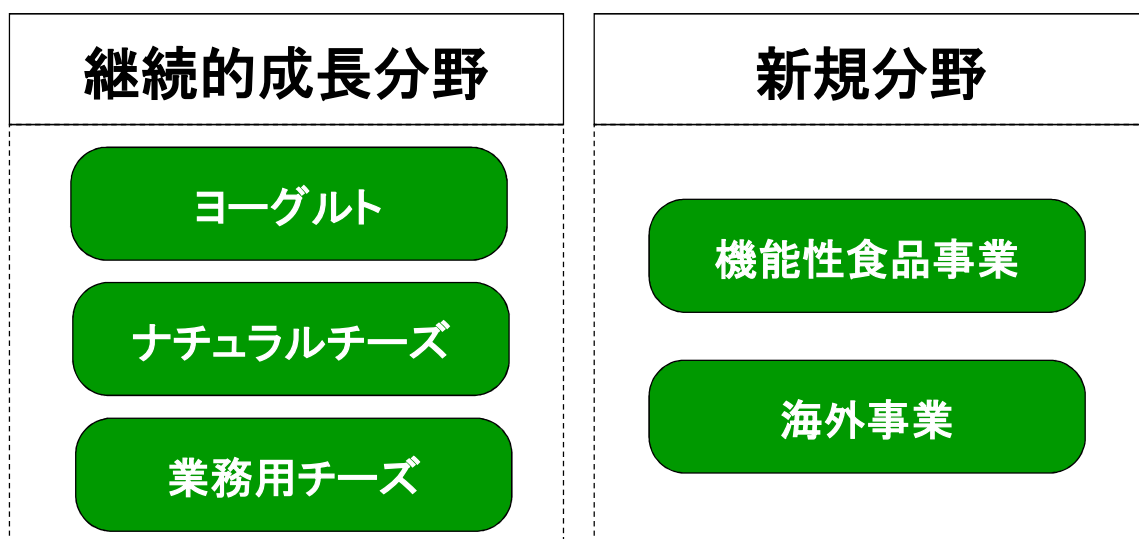 継続的成長分野
ヨーグルト
ナチュラルチーズ
業務用チーズ
新規分野
機能性食品事業
海外事業